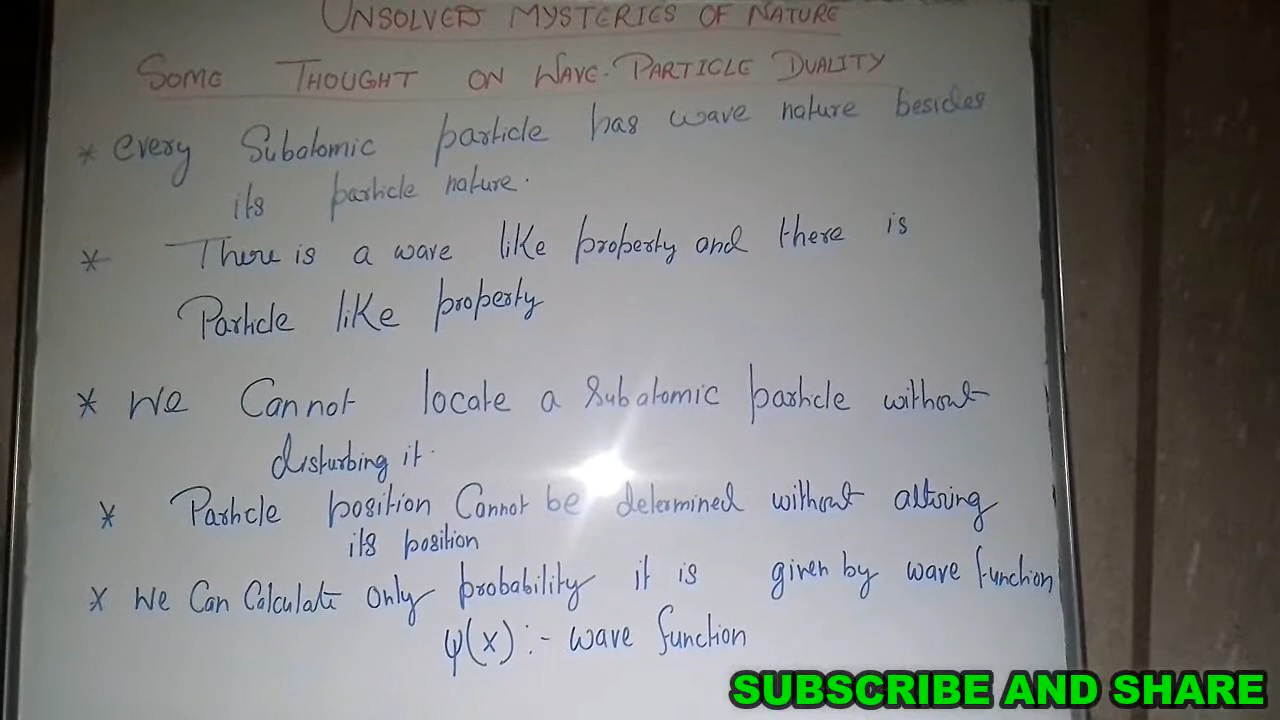 UNSOLVED MYSTERIES OF NATURE
SOME THOUGHT ON WAVE-PARTICLE DUALITY
* every Subatomic particle has wave nature besides
its particle nature.
* There is a wave like property and there is
Particle like property
* We Cannot locate a Subatomic particle without
disturbing it.
* Particle position Cannot be determined without altering
its position
* We Can Calculate only probability it is given by wave function
ψ(x):- wave function
SUBSCRIBE AND SHARE